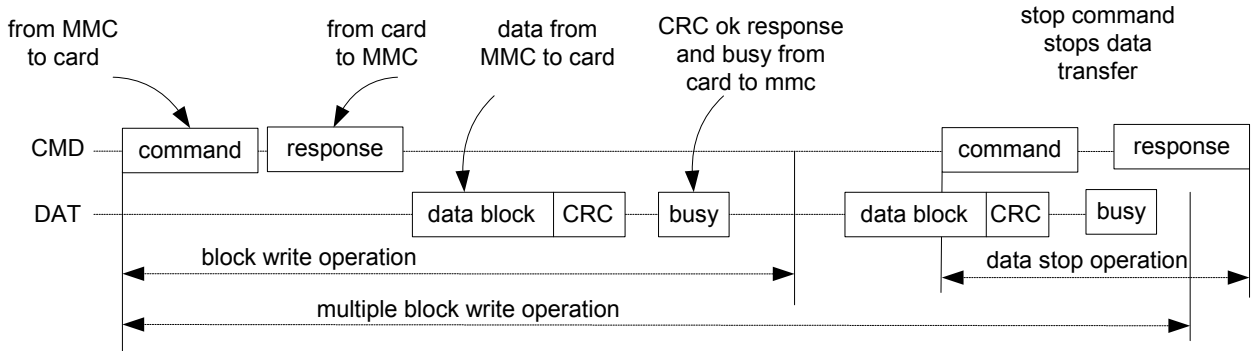 from MMC
to card
from card
to MMC
data from
MMC to card
CRC ok response
and busy from
card to mmc
stop command
stops data
transfer
CMD command response command response
DAT data block CRC busy data block CRC busy
block write operation data stop operation
multiple block write operation